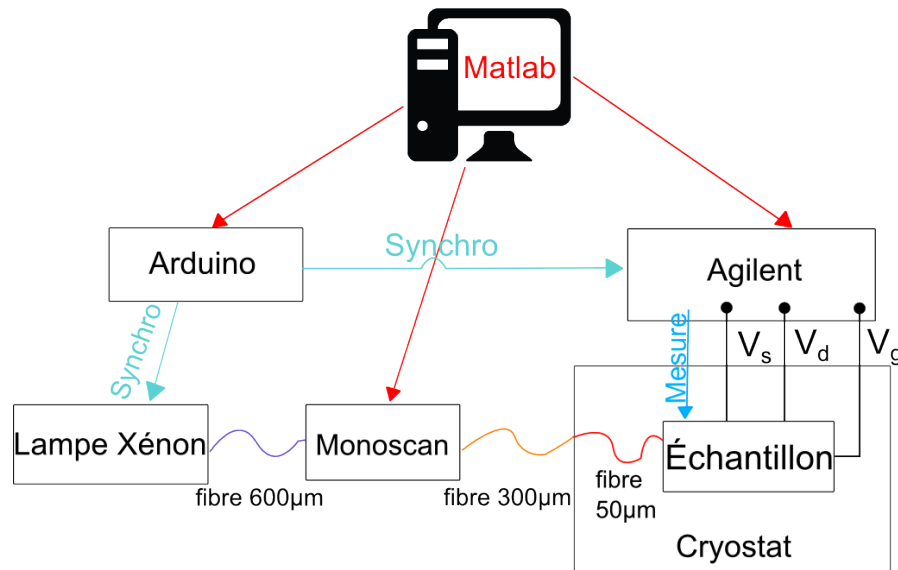 Matlab
Synchro
Arduino
Agilent
Synchro
Mesure
Vs
Vd
Vg
Lampe Xénon
Monoscan
Échantillon
fibre 600µm
fibre 300µm
fibre
50µm
Cryostat